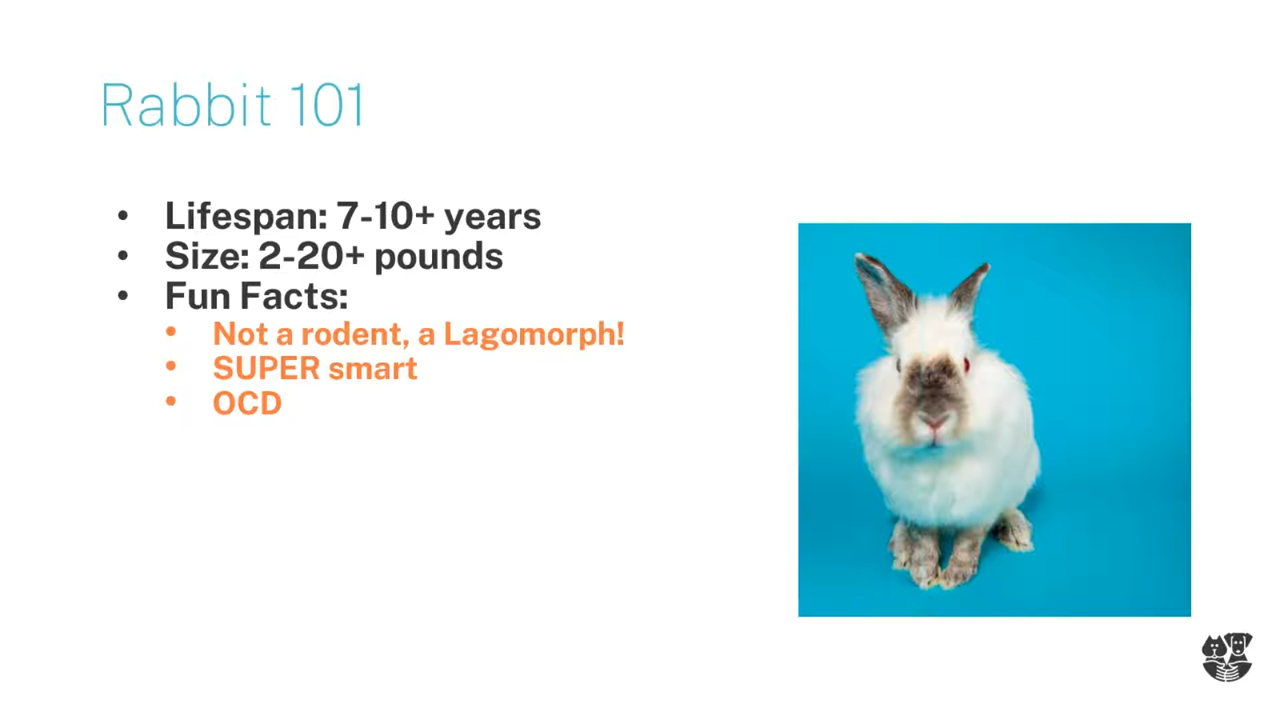 Rabbit 101
• Lifespan: 7-10+ years
• Size: 2-20+ pounds
• Fun Facts:
• Not a rodent, a Lagomorph!
• SUPER smart
• OCD